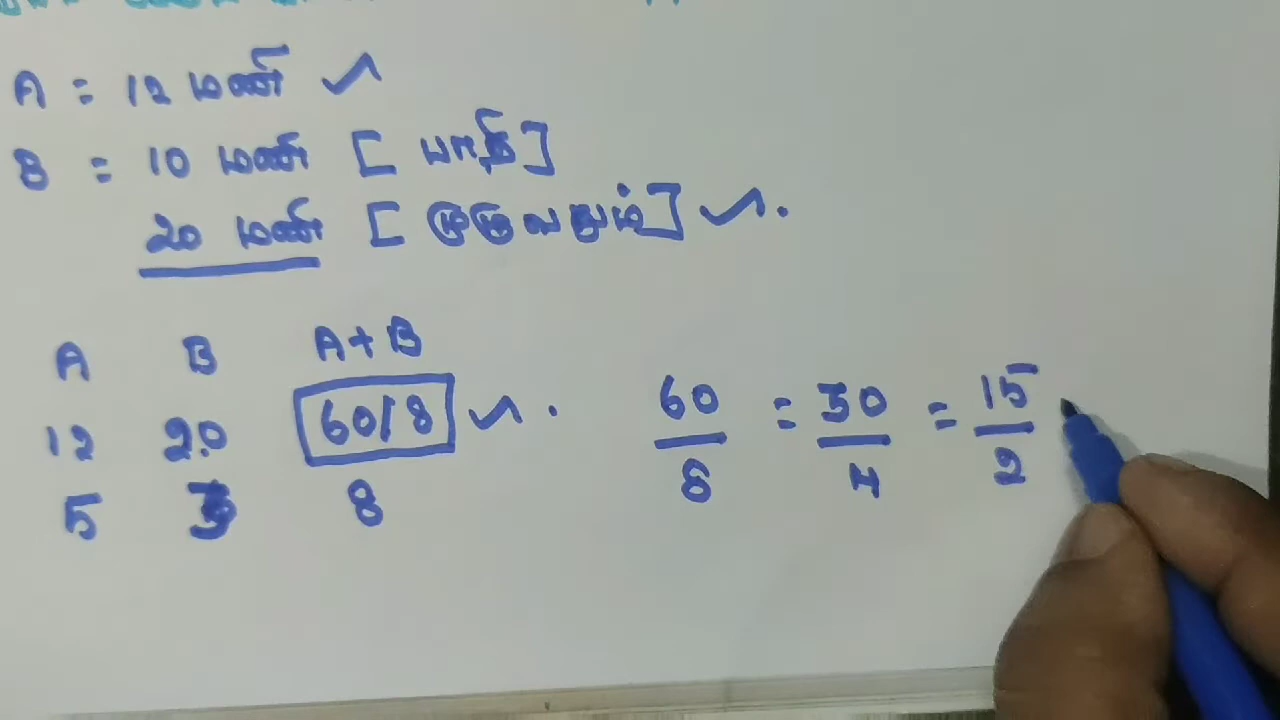 A = 12 மணி
B = 10 மணி [ பகுதி ]
20 மணி [ முழுவதும் ]
A B A+B
12 20 60/8
5 3 8
60/8 = 30/4 = 15/2